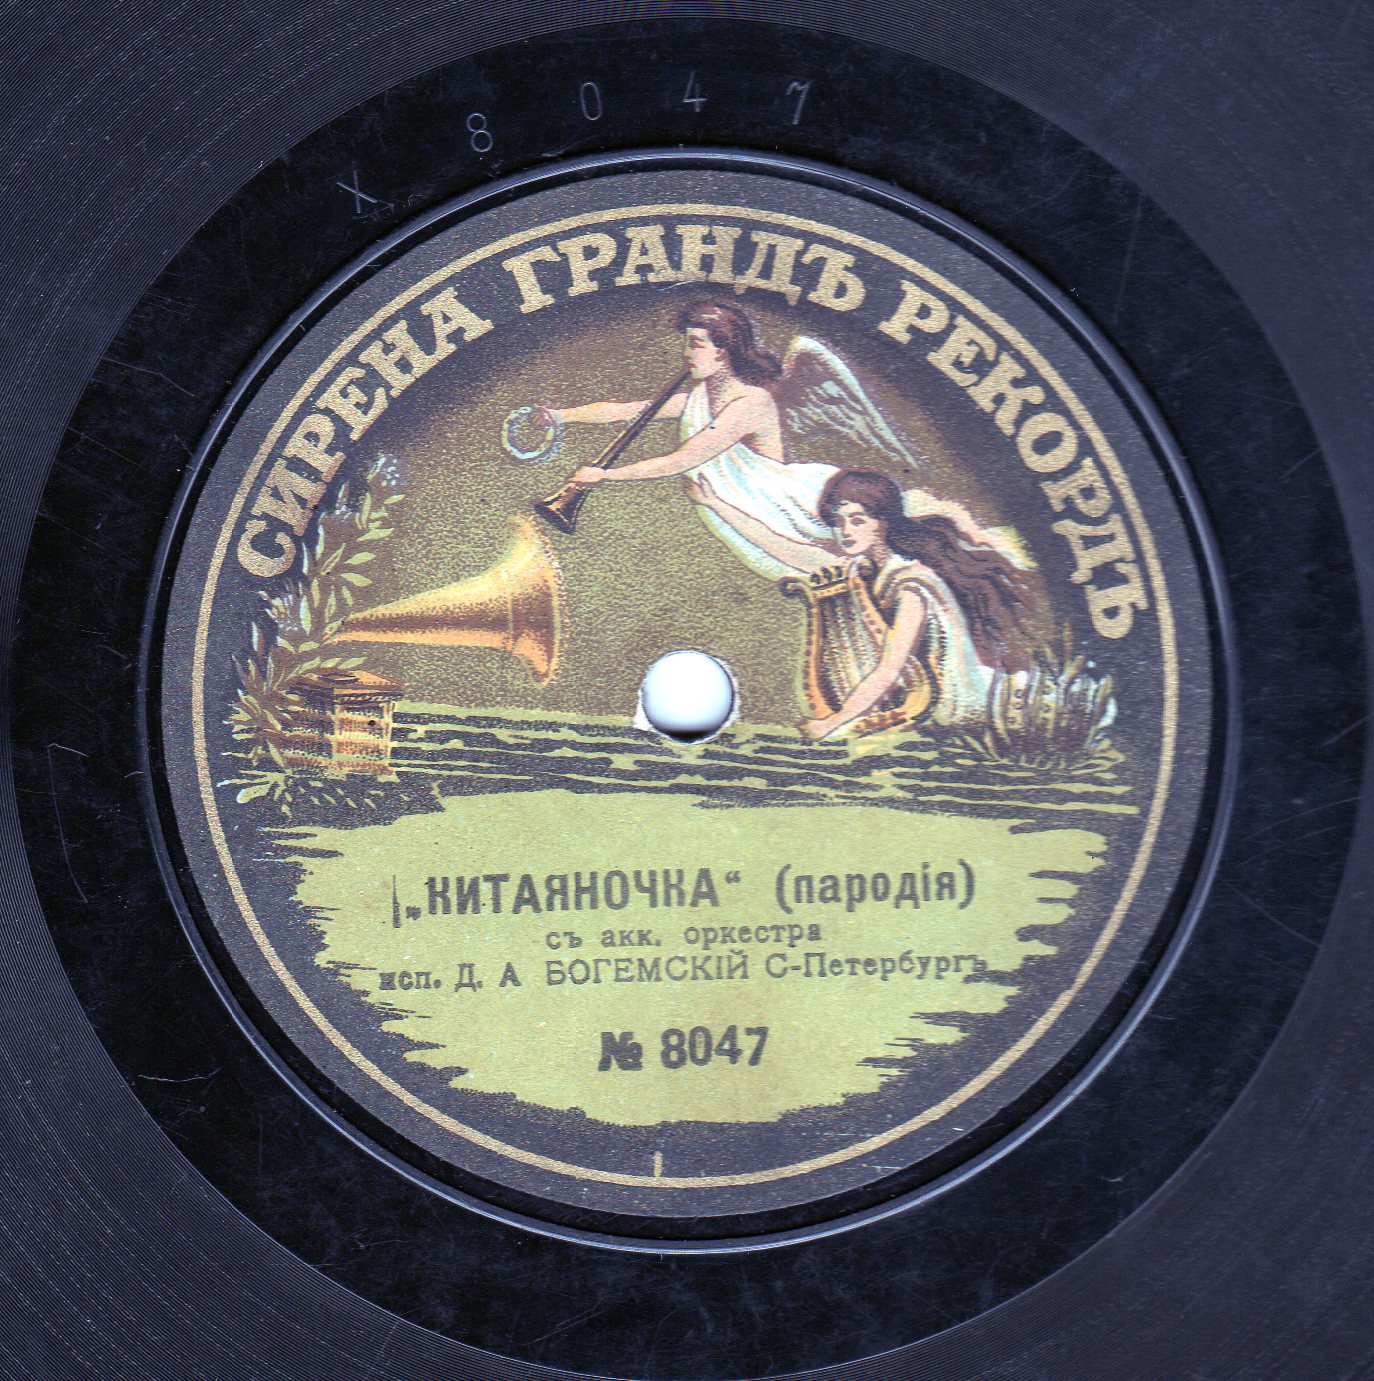 X 8047
СИРЕНА ГРАНДЪ РЕКОРДЪ
„КИТАЯНОЧКА“ (пародія)
съ акк. оркестра
исп. Д. А БОГЕМСКІЙ С-Петербургъ
№ 8047